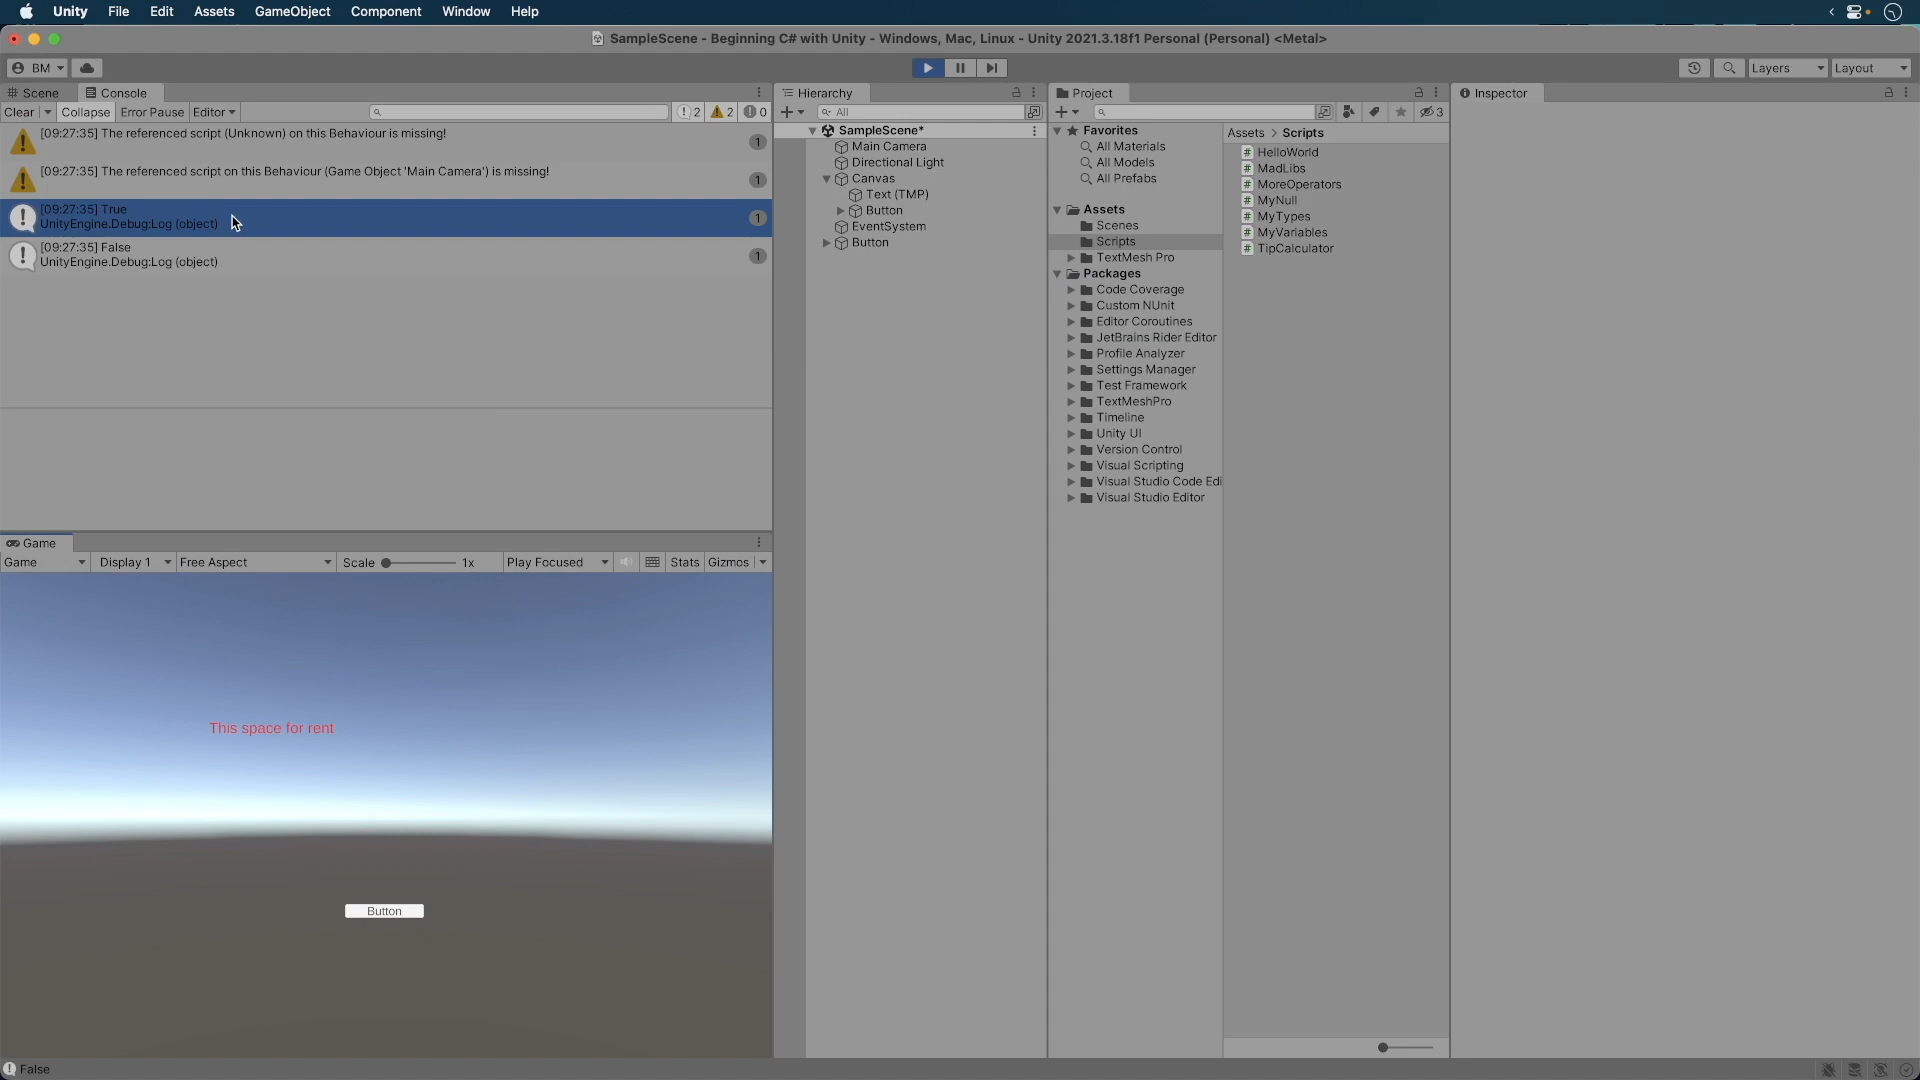 Unity File Edit Assets GameObject Component Window Help
SampleScene - Beginning C# with Unity - Windows, Mac, Linux - Unity 2021.3.18f1 Personal (Personal) <Metal>
BM
Layers
Layout
Scene
Console
Clear
Collapse
Error Pause
Editor
2
2
0
[09:27:35] The referenced script (Unknown) on this Behaviour is missing!
1
[09:27:35] The referenced script on this Behaviour (Game Object 'Main Camera') is missing!
1
[09:27:35] True
UnityEngine.Debug:Log (object)
1
[09:27:35] False
UnityEngine.Debug:Log (object)
1
Game
Game
Display 1
Free Aspect
Scale
1x
Play Focused
Stats
Gizmos
This space for rent
Button
False
Hierarchy
All
SampleScene*
Main Camera
Directional Light
Canvas
Text (TMP)
Button
EventSystem
Button
Project
3
Favorites
All Materials
All Models
All Prefabs
Assets
Scenes
Scripts
TextMesh Pro
Packages
Code Coverage
Custom NUnit
Editor Coroutines
JetBrains Rider Editor
Profile Analyzer
Settings Manager
Test Framework
TextMeshPro
Timeline
Unity UI
Version Control
Visual Scripting
Visual Studio Code Edi
Visual Studio Editor
Assets > Scripts
HelloWorld
MadLibs
MoreOperators
MyNull
MyTypes
MyVariables
TipCalculator
Inspector